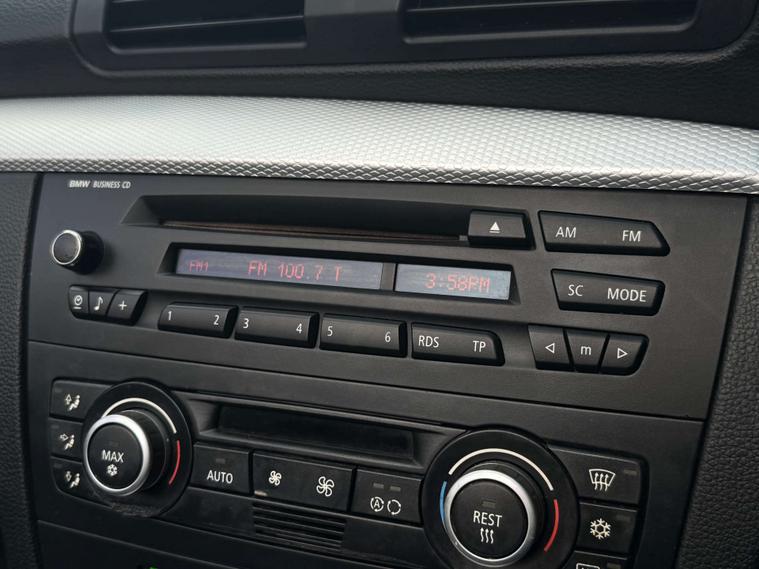 BMW BUSINESS CD
AM FM
FM1 FM 100.7 T 3:58PM
SC MODE
+
1 2 3 4 5 6 RDS TP
m
MAX
AUTO
A
REST